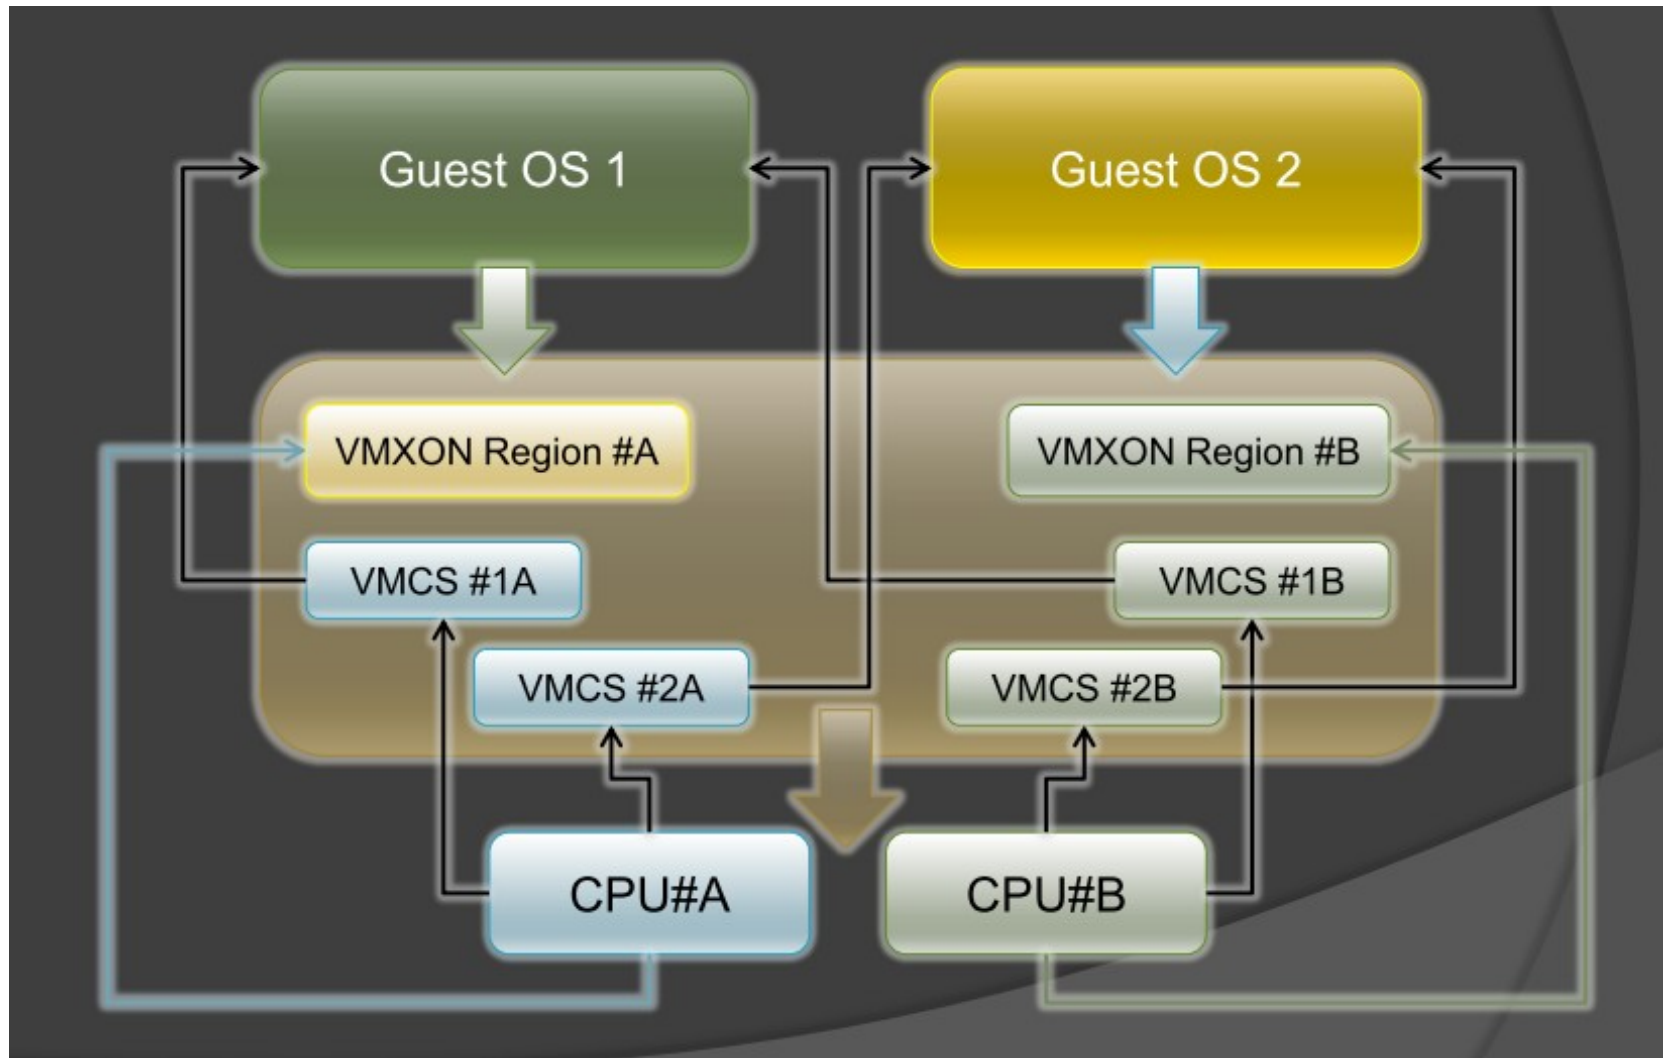 Guest OS 1
Guest OS 2
VMXON Region #A
VMXON Region #B
VMCS #1A
VMCS #1B
VMCS #2A
VMCS #2B
CPU#A
CPU#B